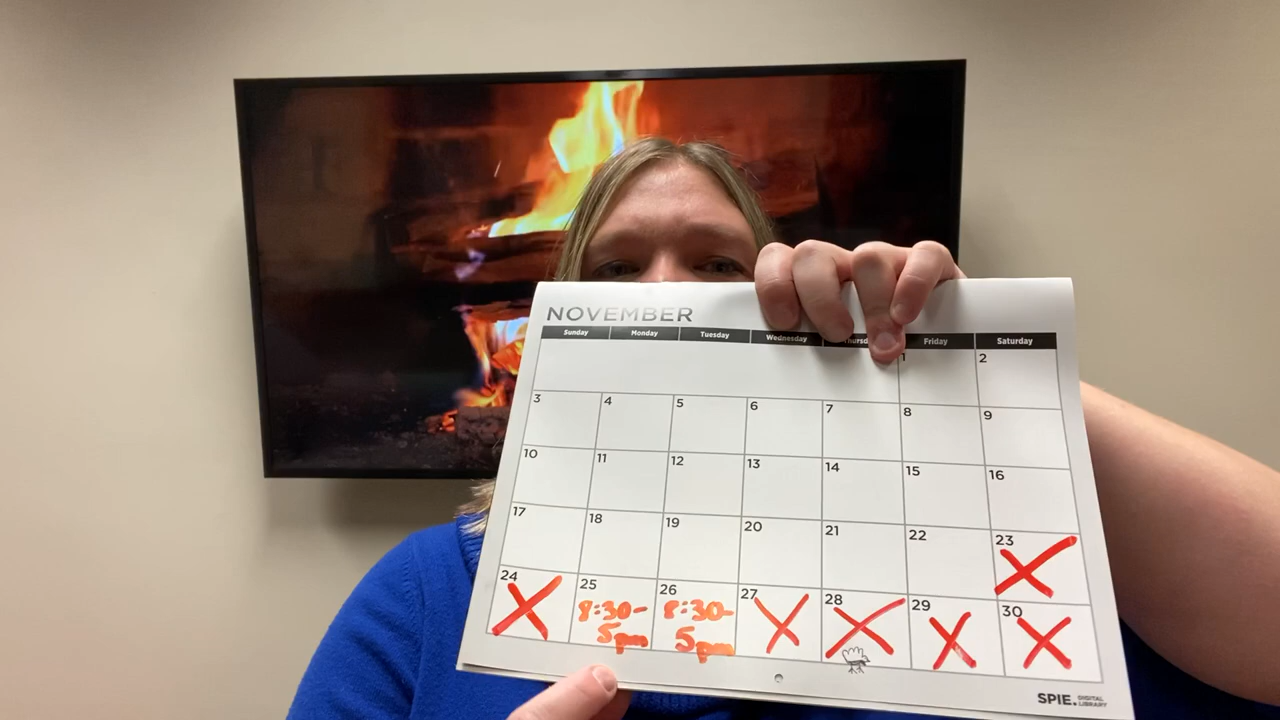 NOVEMBER
Sunday Monday Tuesday Wednesday Thursd Friday Saturday
1 2
3 4 5 6 7 8 9
10 11 12 13 14 15 16
17 18 19 20 21 22 23
24 25 26 27 28 29 30
8:30- 8:30-
5pm 5pm
SPIE. DIGITAL
LIBRARY